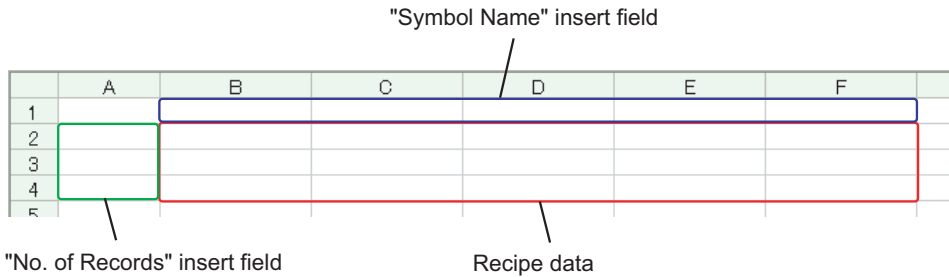 "Symbol Name" insert field
A B C D E F
1
2
3
4
5
"No. of Records" insert field
Recipe data